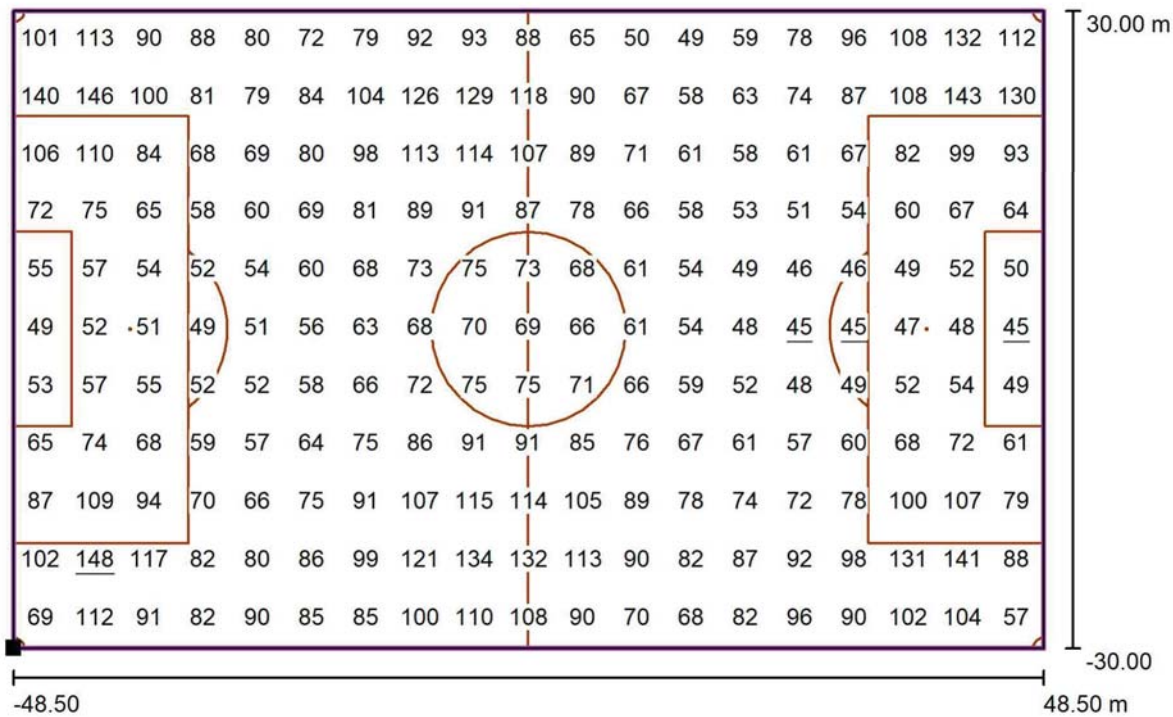 30.00 m
101 113 90 88 80 72 79 92 93 88 65 50 49 59 78 96 108 132 112
140 146 100 81 79 84 104 126 129 118 90 67 58 63 74 87 108 143 130
106 110 84 68 69 80 98 113 114 107 89 71 61 58 61 67 82 99 93
72 75 65 58 60 69 81 89 91 87 78 66 58 53 51 54 60 67 64
55 57 54 52 54 60 68 73 75 73 68 61 54 49 46 46 49 52 50
49 52 51 49 51 56 63 68 70 69 66 61 54 48 45 45 47 48 45
53 57 55 52 52 58 66 72 75 75 71 66 59 52 48 49 52 54 49
65 74 68 59 57 64 75 86 91 91 85 76 67 61 57 60 68 72 61
87 109 94 70 66 75 91 107 115 114 105 89 78 74 72 78 100 107 79
102 148 117 82 80 86 99 121 134 132 113 90 82 87 92 98 131 141 88
69 112 91 82 90 85 85 100 110 108 90 70 68 82 96 90 102 104 57
-30.00
-48.50 48.50 m